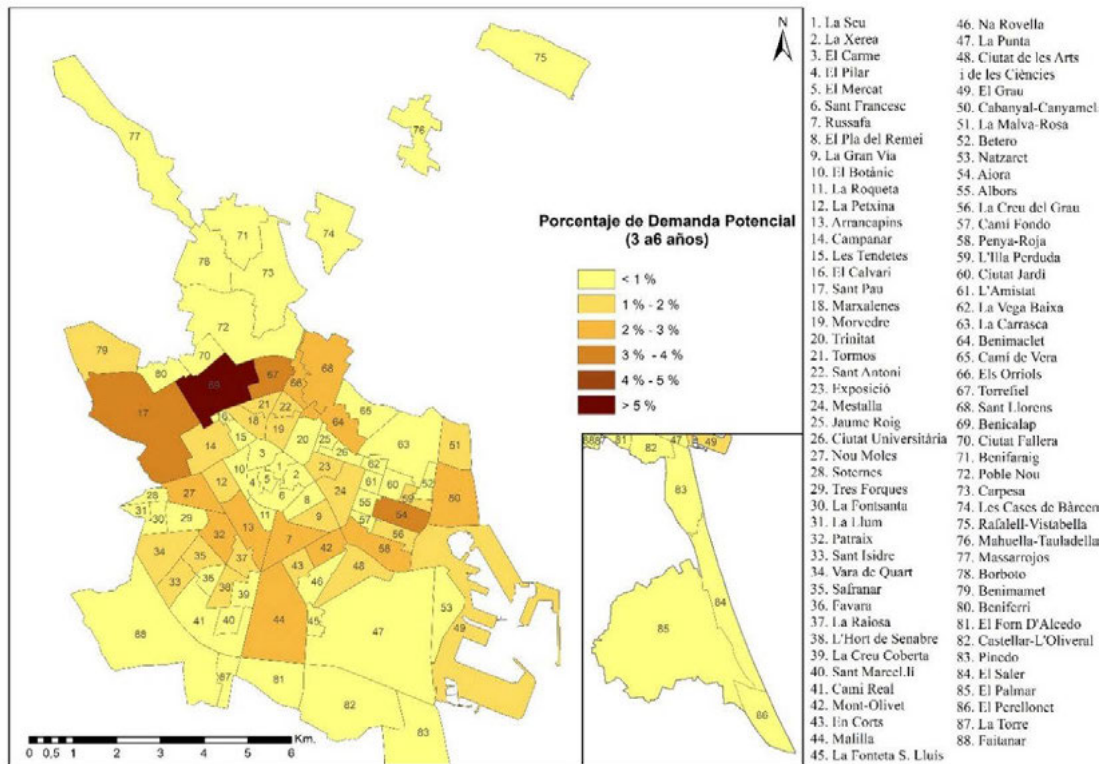 N
Porcentaje de Demanda Potencial
(3 a6 años)
< 1 %
1 % - 2 %
2 % - 3 %
3 % - 4 %
4 % - 5 %
> 5 %
0 0,5 1 2 3 4 5 6 Km.
1. La Seu
2. La Xerea
3. El Carme
4. El Pilar
5. El Mercat
6. Sant Francesc
7. Russafa
8. El Pla del Remei
9. La Gran Via
10. El Botànic
11. La Roqueta
12. La Petxina
13. Arrancapins
14. Campanar
15. Les Tendetes
16. El Calvari
17. Sant Pau
18. Marxalenes
19. Morvedre
20. Trinitat
21. Tormos
22. Sant Antoni
23. Exposició
24. Mestalla
25. Jaume Roig
26. Ciutat Universitària
27. Nou Moles
28. Soternes
29. Tres Forques
30. La Fontsanta
31. La Llum
32. Patraix
33. Sant Isidre
34. Vara de Quart
35. Safranar
36. Favara
37. La Raiosa
38. L'Hort de Senabre
39. La Creu Coberta
40. Sant Marcel.lí
41. Cami Real
42. Mont-Olivet
43. En Corts
44. Malilla
45. La Fonteta S. Lluis
46. Na Rovella
47. La Punta
48. Ciutat de les Arts
i de les Ciències
49. El Grau
50. Cabanyal-Canyamel
51. La Malva-Rosa
52. Betero
53. Natzaret
54. Aiora
55. Albors
56. La Creu del Grau
57. Cami Fondo
58. Penya-Roja
59. L'Illa Perduda
60. Ciutat Jardi
61. L'Amistat
62. La Vega Baixa
63. La Carrasca
64. Benimaclet
65. Camí de Vera
66. Els Orriols
67. Torrefiel
68. Sant Llorens
69. Benicalap
70. Ciutat Fallera
71. Benifaraig
72. Poble Nou
73. Carpesa
74. Les Cases de Bàrcen
75. Rafalell-Vistabella
76. Mahuella-Tauladella
77. Massarrojos
78. Borboto
79. Benimamet
80. Beniferri
81. El Forn D'Alcedo
82. Castellar-L'Oliveral
83. Pinedo
84. El Saler
85. El Palmar
86. El Perellonet
87. La Torre
88. Faitanar